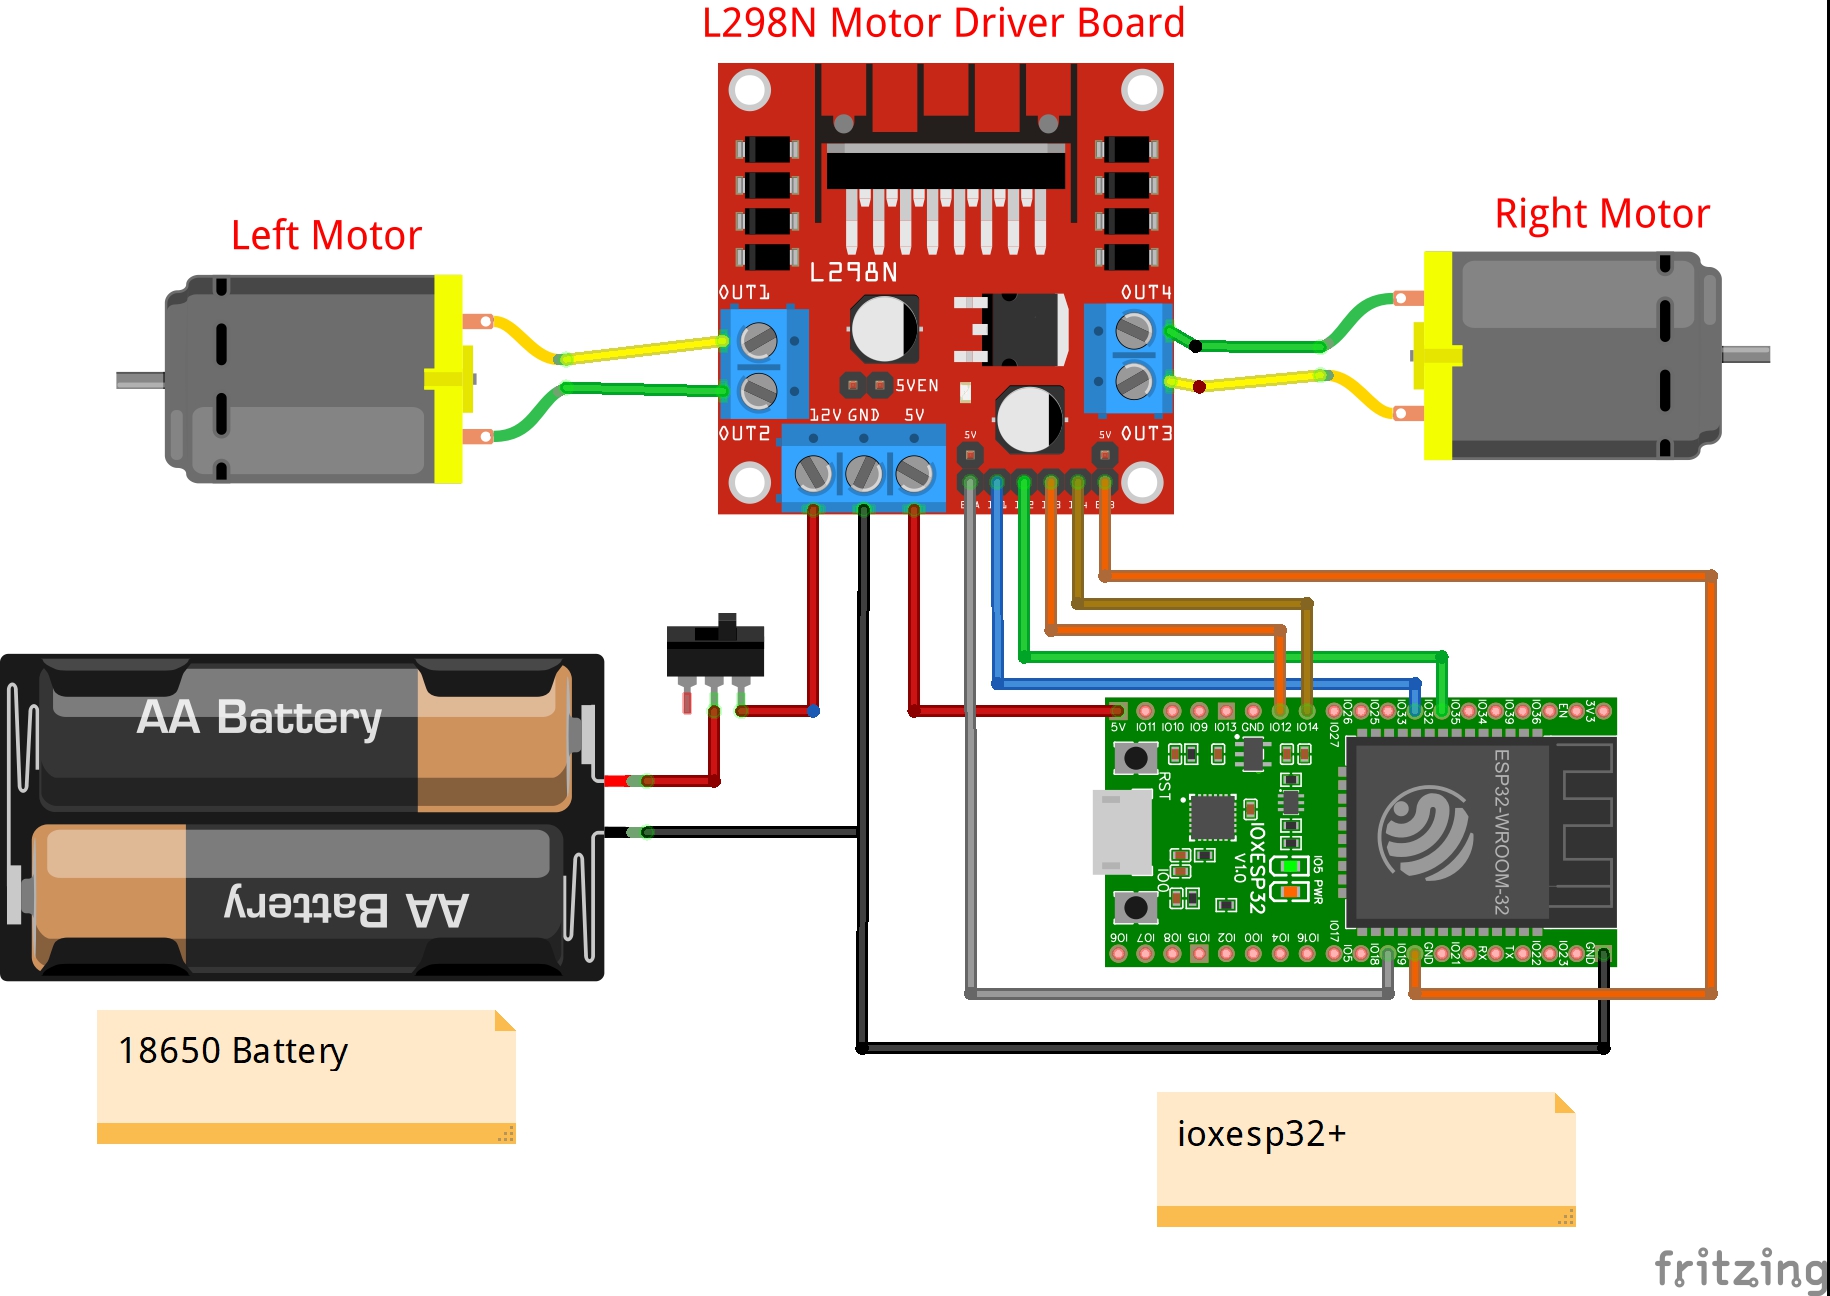 L298N Motor Driver Board
Left Motor
Right Motor
L298N
OUT1
OUT4
5VEN
12V GND 5V
OUT2
OUT3
5V
5V
AA Battery
AA Battery
5V IO11 IO10 IO9 IO13 GND IO12 IO14 IO27 IO26 IO25 IO33 IO32 IO35 IO34 IO39 IO36 EN 3V3
RST
IOXESP32
V1.0
IO0
IO5 PWR
ESP32-WROOM-32
IO6 IO7 IO8 IO15 IO2 IO0 IO4 IO16 IO17 IO5 IO18 IO19 GND IO21 RX TX IO22 IO23 GND
18650 Battery
ioxesp32+
fritzing